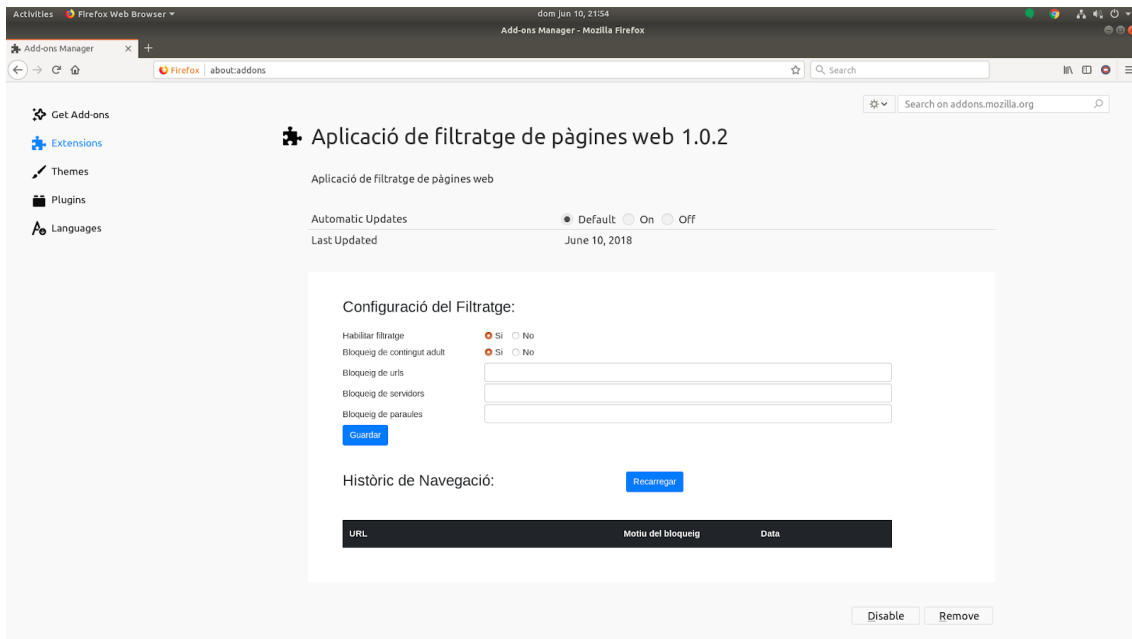 Activities Firefox Web Browser dom jun 10, 21:54
Add-ons Manager - Mozilla Firefox
Add-ons Manager
Firefox about:addons Search
Search on addons.mozilla.org
Get Add-ons
Extensions
Themes
Plugins
Languages
Aplicació de filtratge de pàgines web 1.0.2
Aplicació de filtratge de pàgines web
Automatic Updates Default On Off
Last Updated June 10, 2018
Configuració del Filtratge:
Habilitar filtratge Si No
Bloqueig de contingut adult Si No
Bloqueig de urls
Bloqueig de servidors
Bloqueig de paraules
Guardar
Històric de Navegació: Recarregar
URL Motiu del bloqueig Data
Disable Remove